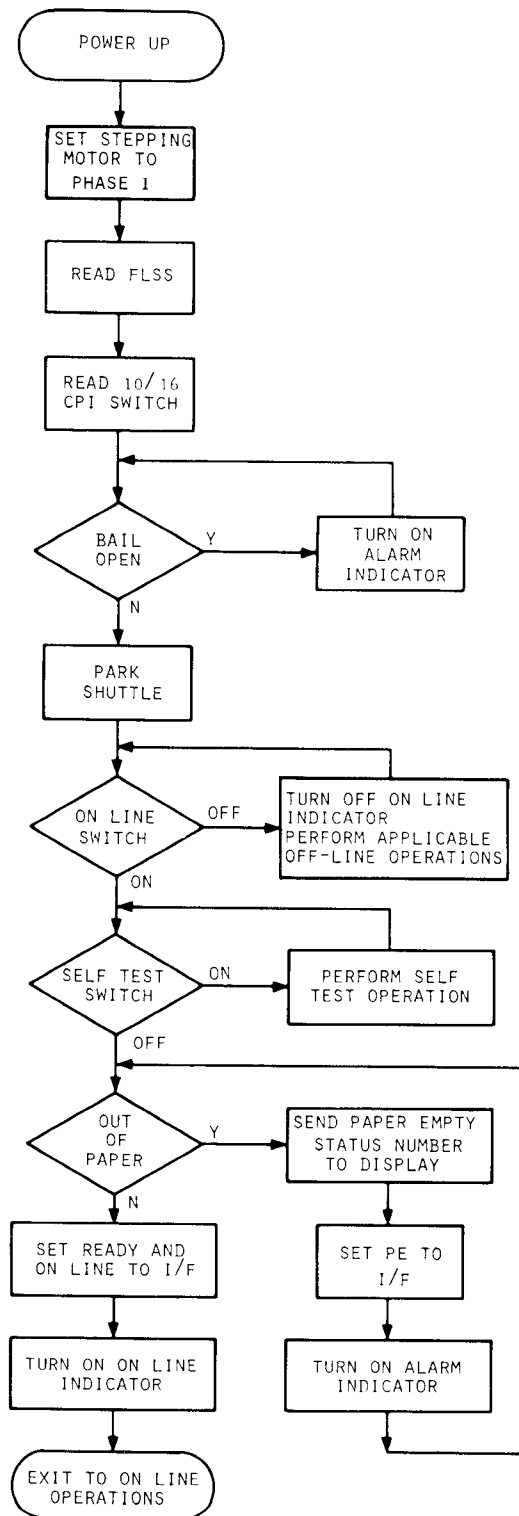 POWER UP
SET STEPPING
MOTOR TO
PHASE 1
READ FLSS
READ 10/16
CPI SWITCH
BAIL
OPEN
Y
TURN ON
ALARM
INDICATOR
N
PARK
SHUTTLE
ON LINE
SWITCH
OFF
TURN OFF ON LINE
INDICATOR
PERFORM APPLICABLE
OFF-LINE OPERATIONS
ON
SELF TEST
SWITCH
ON
PERFORM SELF
TEST OPERATION
OFF
OUT
OF
PAPER
Y
SEND PAPER EMPTY
STATUS NUMBER
TO DISPLAY
N
SET READY AND
ON LINE TO I/F
SET PE TO
I/F
TURN ON ON LINE
INDICATOR
TURN ON ALARM
INDICATOR
EXIT TO ON LINE
OPERATIONS